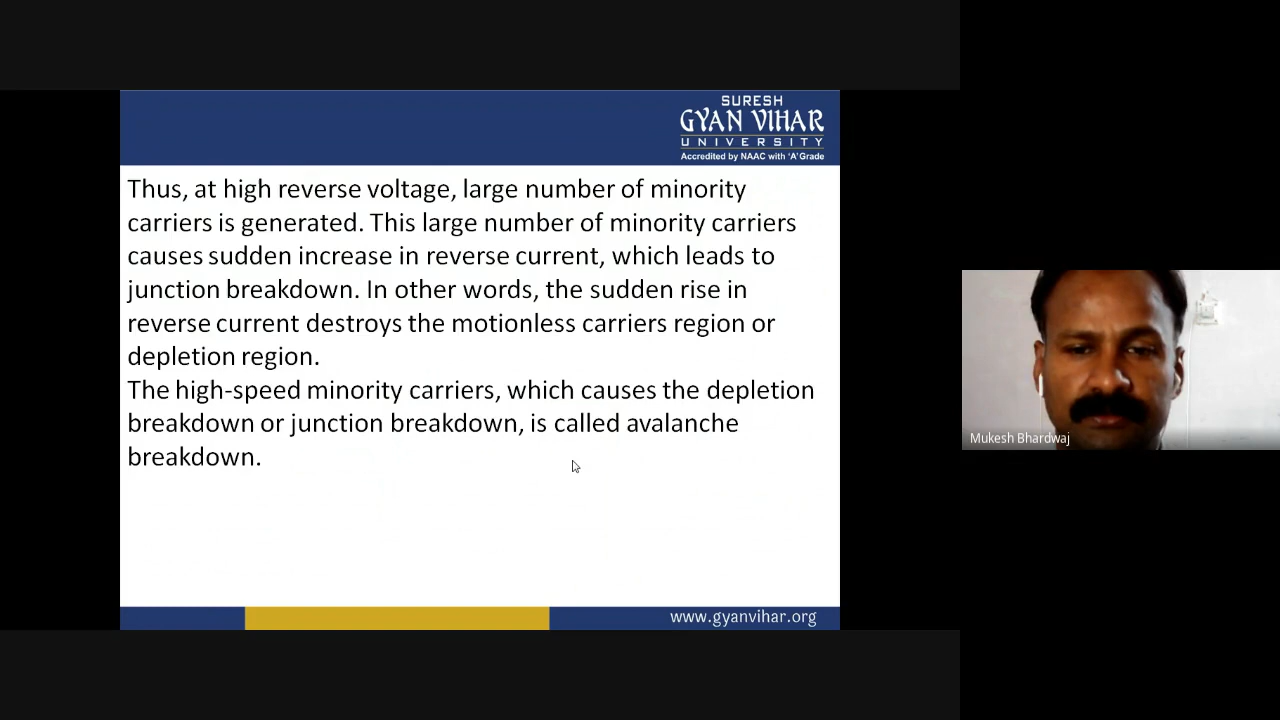 SURESH
GYAN VIHAR
UNIVERSITY
Accredited by NAAC with 'A' Grade
Thus, at high reverse voltage, large number of minority
carriers is generated. This large number of minority carriers
causes sudden increase in reverse current, which leads to
junction breakdown. In other words, the sudden rise in
reverse current destroys the motionless carriers region or
depletion region.
The high-speed minority carriers, which causes the depletion
breakdown or junction breakdown, is called avalanche
breakdown.
www.gyanvihar.org
Mukesh Bhardwaj